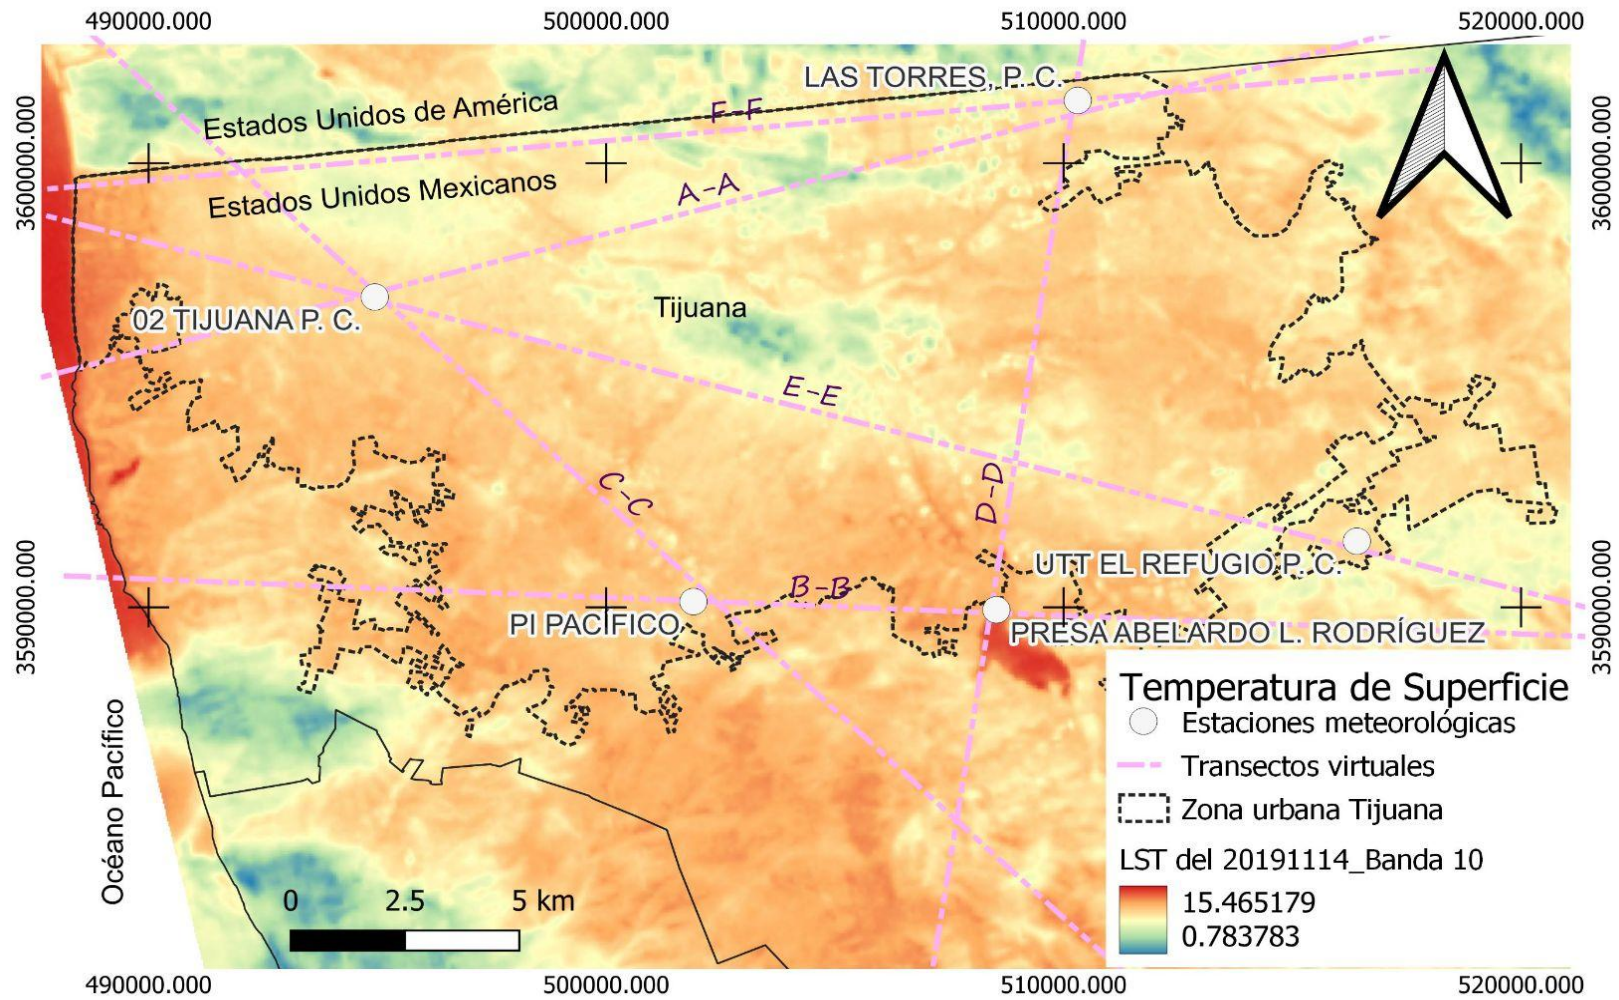 490000.000
500000.000
510000.000
520000.000
3600000.000
3600000.000
LAS TORRES, P. C.
F-F
Estados Unidos de América
Estados Unidos Mexicanos
A-A
02 TIJUANA P. C.
Tijuana
E-E
C-C
D-D
UTT EL REFUGIO P. C.
B-B
PI PACÍFICO
PRESA ABELARDO L. RODRÍGUEZ
3590000.000
3590000.000
Océano Pacífico
0 2.5 5 km
Temperatura de Superficie
Estaciones meteorológicas
Transectos virtuales
Zona urbana Tijuana
LST del 20191114_Banda 10
15.465179
0.783783
490000.000
500000.000
510000.000
520000.000